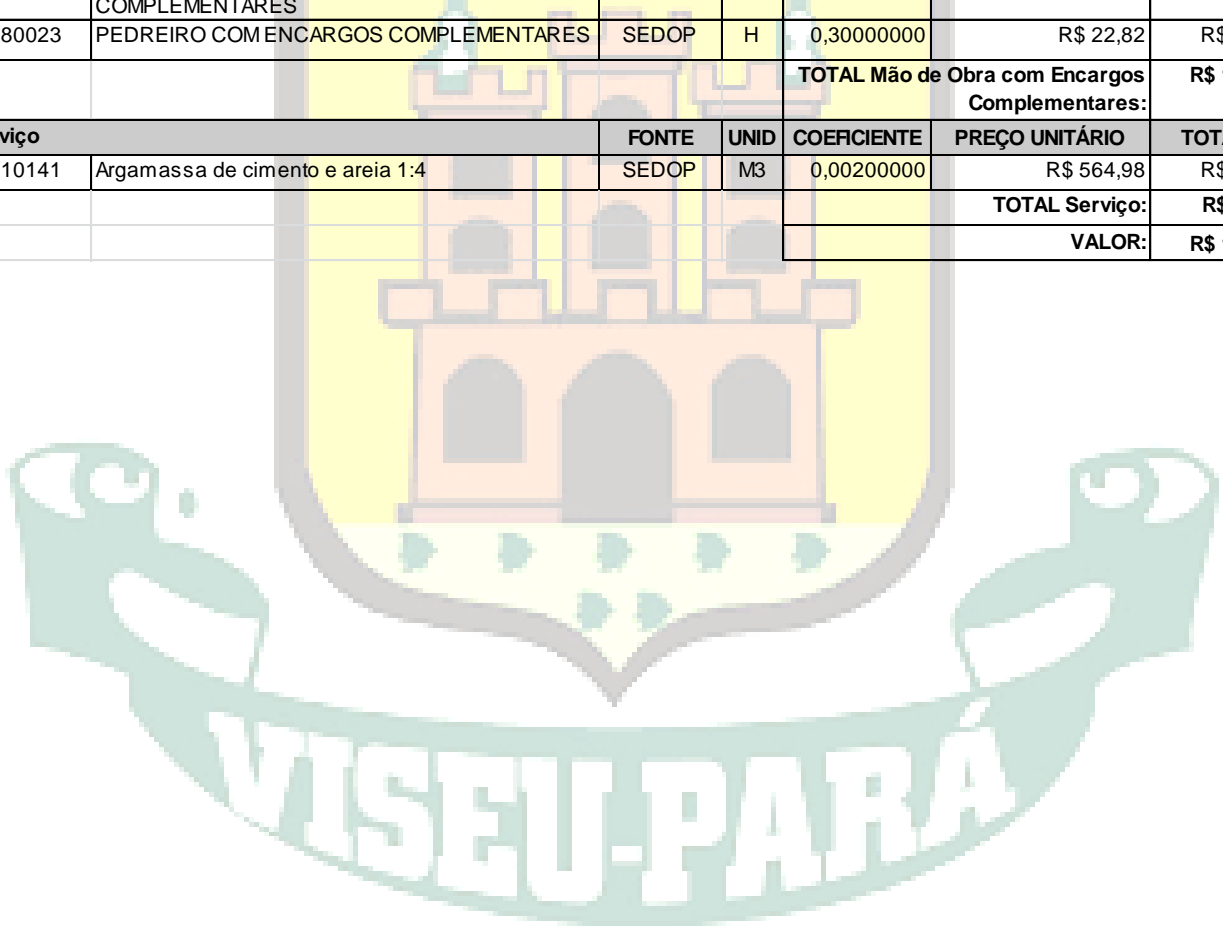 COMPLEMENTARES
80023 PEDREIRO COM ENCARGOS COMPLEMENTARES SEDOP H 0,30000000 R$ 22,82 R$
TOTAL Mão de Obra com Encargos R$
Complementares:
viço FONTE UNID COEFICIENTE PREÇO UNITÁRIO TOTA
10141 Argamassa de cimento e areia 1:4 SEDOP M3 0,00200000 R$ 564,98 R$
TOTAL Serviço: R$
VALOR: R$
VISEU-PARÁ